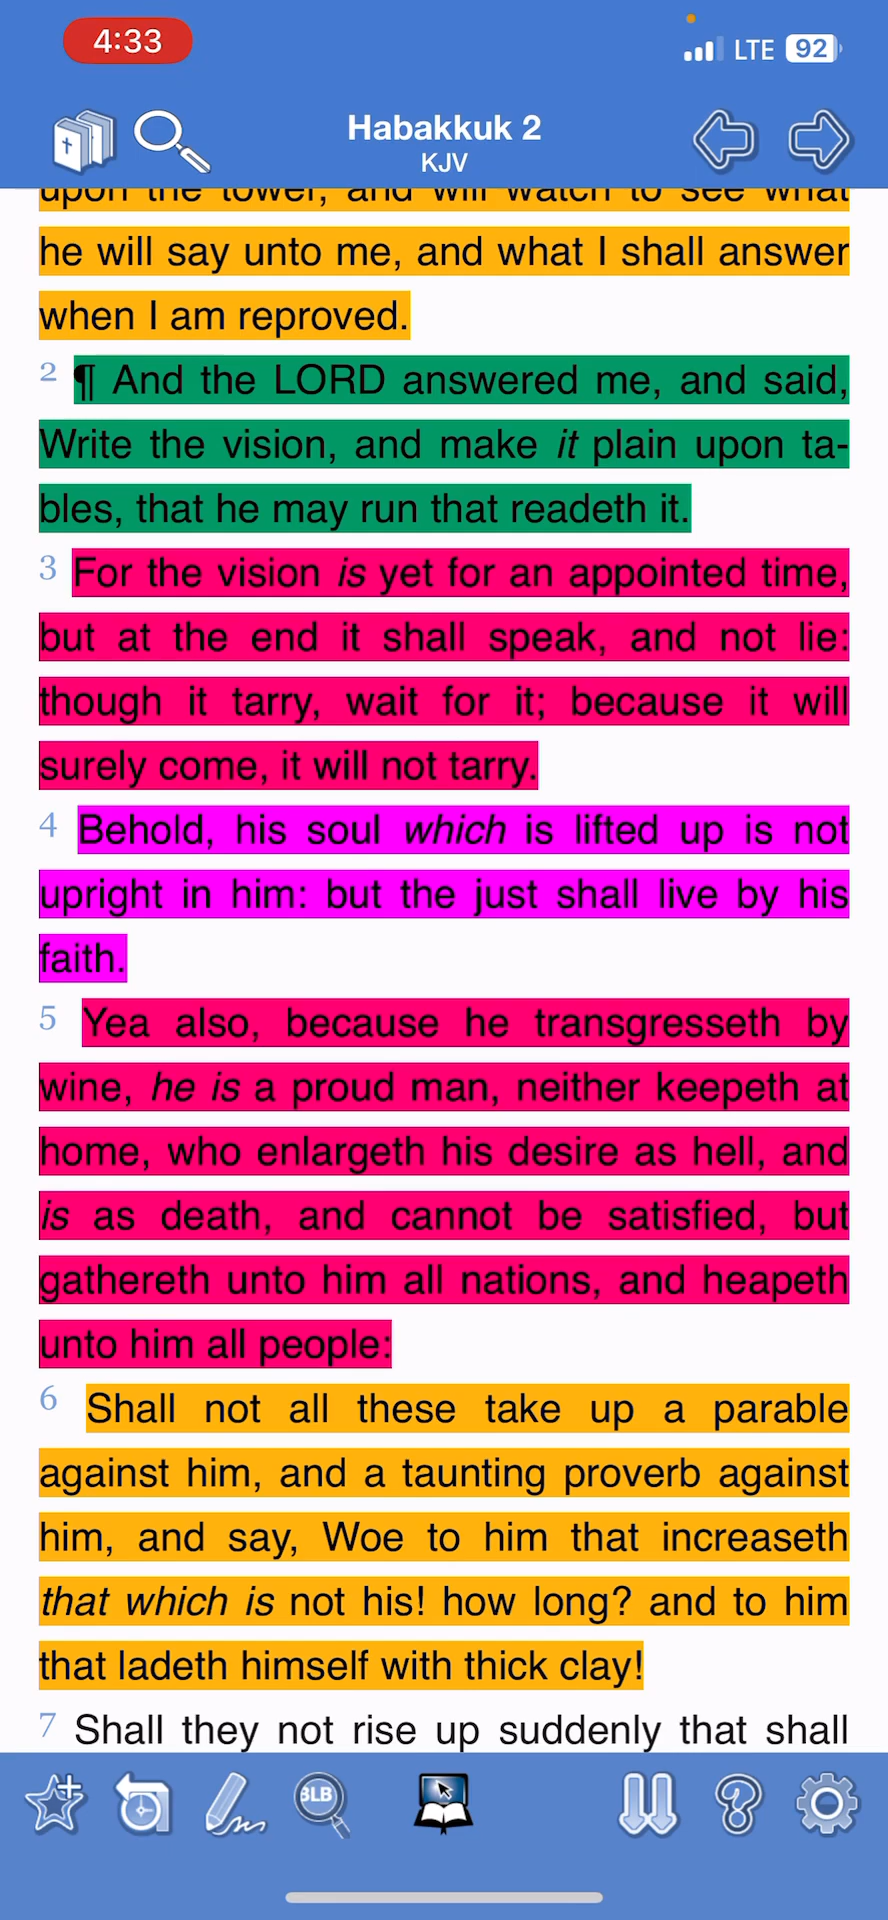 4:33
LTE 92
Habakkuk 2
KJV
upon the tower, and will watch to see what
he will say unto me, and what I shall answer
when I am reproved.
2 ¶ And the LORD answered me, and said,
Write the vision, and make it plain upon ta-
bles, that he may run that readeth it.
3 For the vision is yet for an appointed time,
but at the end it shall speak, and not lie:
though it tarry, wait for it; because it will
surely come, it will not tarry.
4 Behold, his soul which is lifted up is not
upright in him: but the just shall live by his
faith.
5 Yea also, because he transgresseth by
wine, he is a proud man, neither keepeth at
home, who enlargeth his desire as hell, and
is as death, and cannot be satisfied, but
gathereth unto him all nations, and heapeth
unto him all people:
6 Shall not all these take up a parable
against him, and a taunting proverb against
him, and say, Woe to him that increaseth
that which is not his! how long? and to him
that ladeth himself with thick clay!
7 Shall they not rise up suddenly that shall
BLB